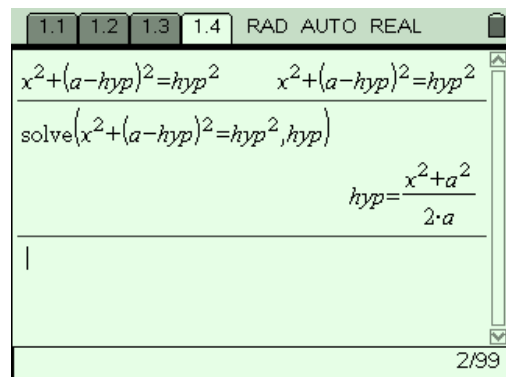 1.1 1.2 1.3 1.4 RAD AUTO REAL
x²+(a−hyp)²=hyp² x²+(a−hyp)²=hyp²
solve(x²+(a−hyp)²=hyp²,hyp)
hyp=(x²+a²)/(2·a)
2/99